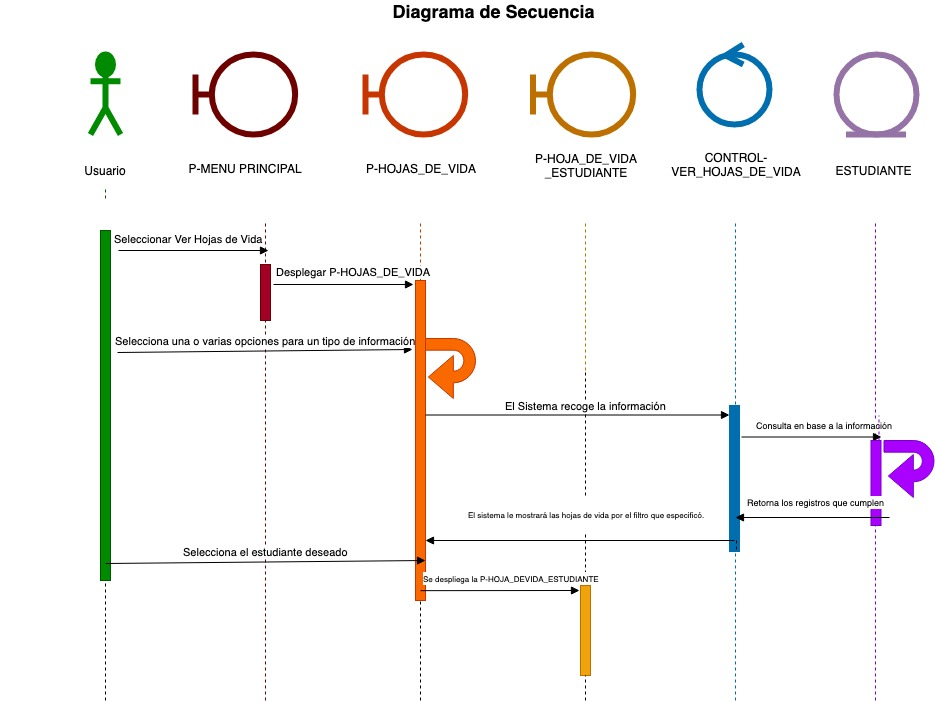 Diagrama de Secuencia
Usuario
P-MENU PRINCIPAL
P-HOJAS_DE_VIDA
P-HOJA_DE_VIDA
_ESTUDIANTE
CONTROL-
VER_HOJAS_DE_VIDA
ESTUDIANTE
Seleccionar Ver Hojas de Vida
Desplegar P-HOJAS_DE_VIDA
Selecciona una o varias opciones para un tipo de información
El Sistema recoge la información
Consulta en base a la información
Retorna los registros que cumplen
El sistema le mostrará las hojas de vida por el filtro que especificó.
Selecciona el estudiante deseado
Se despliega la P-HOJA_DEVIDA_ESTUDIANTE